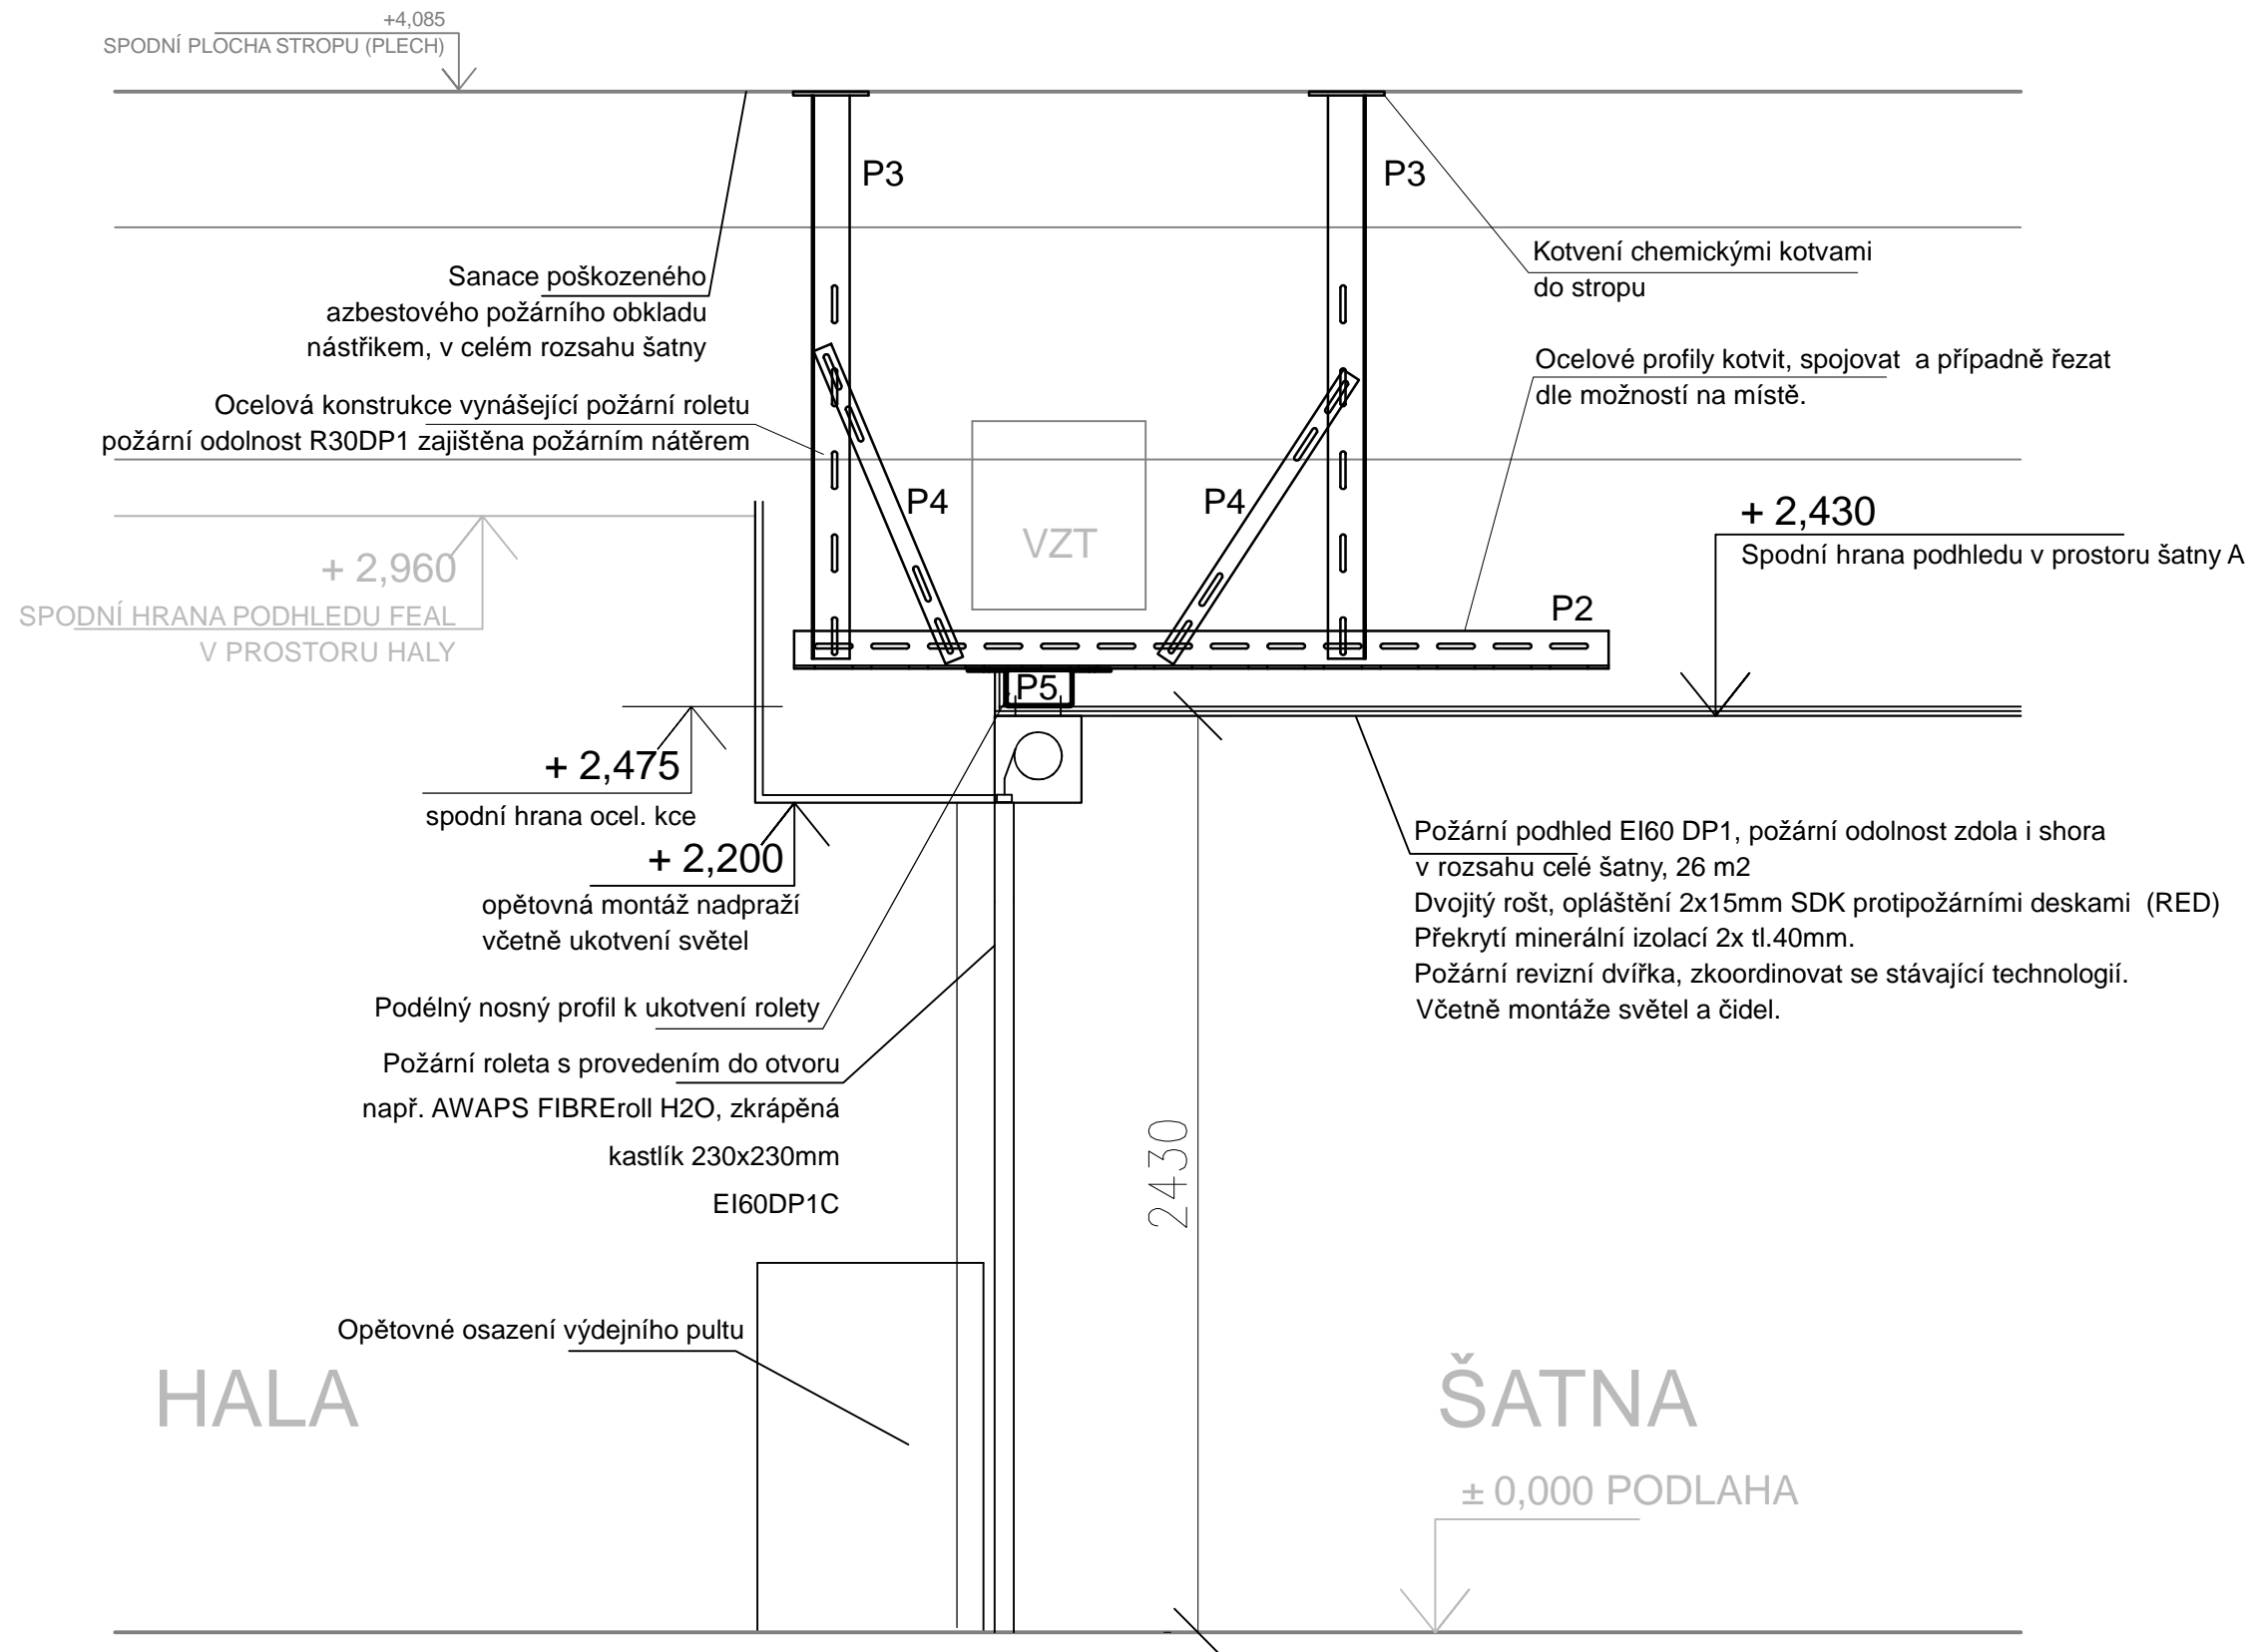 +4,085
SPODNÍ PLOCHA STROPU (PLECH)
P3
P3
Sanace poškozeného
azbestového požárního obkladu
nástřikem, v celém rozsahu šatny
Kotvení chemickými kotvami
do stropu
Ocelové profily kotvit, spojovat a případně řezat
dle možností na místě.
Ocelová konstrukce vynášející požární roletu
požární odolnost R30DP1 zajištěna požárním nátěrem
P4
P4
VZT
+ 2,430
Spodní hrana podhledu v prostoru šatny A
+ 2,960
SPODNÍ HRANA PODHLEDU FEAL
V PROSTORU HALY
P2
P5
+ 2,475
spodní hrana ocel. kce
+ 2,200
opětovná montáž nadpraží
včetně ukotvení světel
Požární podhled EI60 DP1, požární odolnost zdola i shora
v rozsahu celé šatny, 26 m2
Dvojitý rošt, opláštění 2x15mm SDK protipožárními deskami (RED)
Překrytí minerální izolací 2x tl.40mm.
Požární revizní dvířka, zkoordinovat se stávající technologií.
Včetně montáže světel a čidel.
Podélný nosný profil k ukotvení rolety
Požární roleta s provedením do otvoru
např. AWAPS FIBREroll H2O, zkrápěná
kastlík 230x230mm
EI60DP1C
2430
Opětovné osazení výdejního pultu
HALA
ŠATNA
± 0,000 PODLAHA